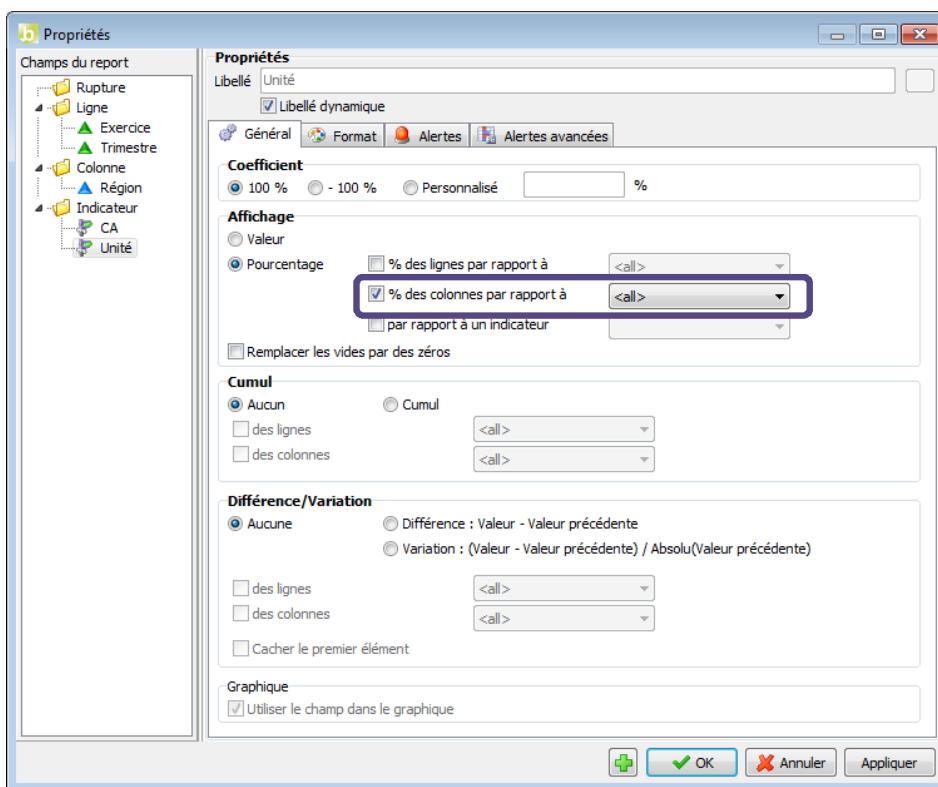 Propriétés
Champs du report
Rupture
Ligne
Exercice
Trimestre
Colonne
Région
Indicateur
CA
Unité
Propriétés
Libellé Unité
Libellé dynamique
Général Format Alertes Alertes avancées
Coefficient
100 % - 100 % Personnalisé %
Affichage
Valeur
Pourcentage % des lignes par rapport à <all>
% des colonnes par rapport à <all>
par rapport à un indicateur
Remplacer les vides par des zéros
Cumul
Aucun Cumul
des lignes <all>
des colonnes <all>
Différence/Variation
Aucune Différence : Valeur - Valeur précédente
Variation : (Valeur - Valeur précédente) / Absolu(Valeur précédente)
des lignes <all>
des colonnes <all>
Cacher le premier élément
Graphique
Utiliser le champ dans le graphique
OK Annuler Appliquer